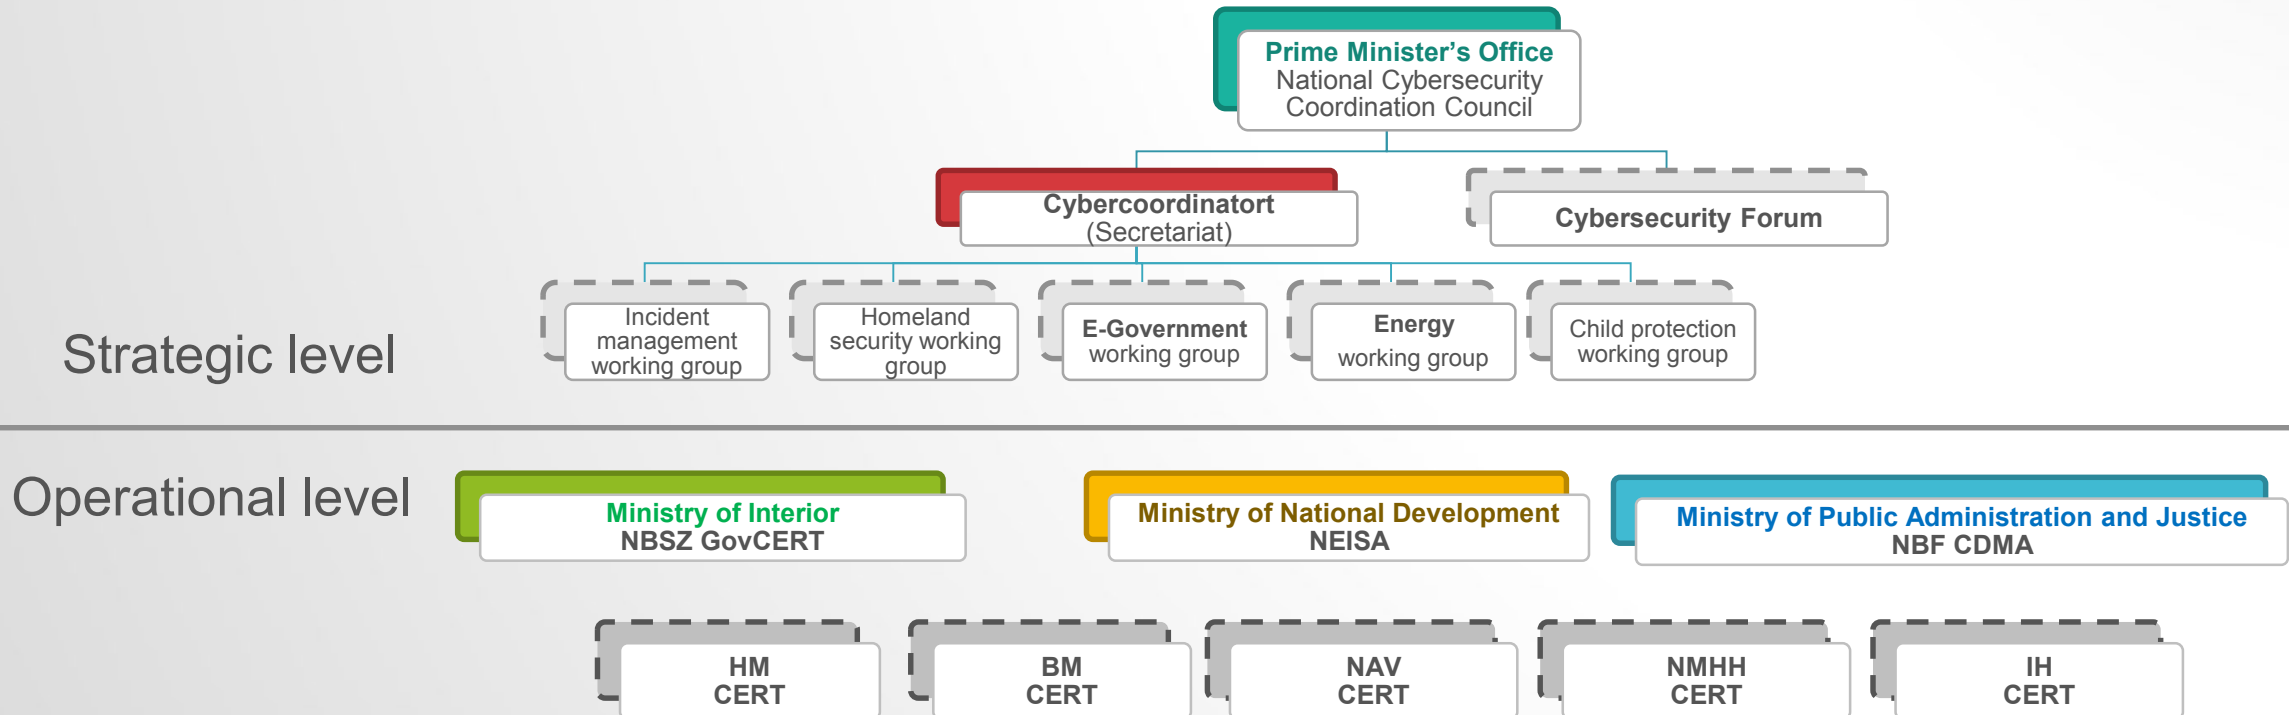 Prime Minister's Office
National Cybersecurity
Coordination Council
Cybercoordinatort
(Secretariat)
Cybersecurity Forum
Incident
management
working group
Homeland
security working
group
E-Government
working group
Energy
working group
Child protection
working group
Strategic level
Operational level
Ministry of Interior
NBSZ GovCERT
Ministry of National Development
NEISA
Ministry of Public Administration and Justice
NBF CDMA
HM
CERT
BM
CERT
NAV
CERT
NMHH
CERT
IH
CERT